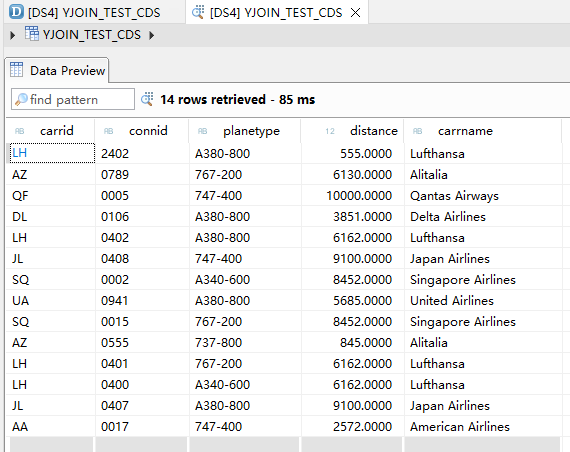 D [DS4] YJOIN_TEST_CDS [DS4] YJOIN_TEST_CDS
YJOIN_TEST_CDS
Data Preview
find pattern 14 rows retrieved - 85 ms
AB carrid AB connid AB planetype 12 distance AB carrname
LH 2402 A380-800 555.0000 Lufthansa
AZ 0789 767-200 6130.0000 Alitalia
QF 0005 747-400 10000.0000 Qantas Airways
DL 0106 A380-800 3851.0000 Delta Airlines
LH 0402 A380-800 6162.0000 Lufthansa
JL 0408 747-400 9100.0000 Japan Airlines
SQ 0002 A340-600 8452.0000 Singapore Airlines
UA 0941 A380-800 5685.0000 United Airlines
SQ 0015 767-200 8452.0000 Singapore Airlines
AZ 0555 737-800 845.0000 Alitalia
LH 0401 767-200 6162.0000 Lufthansa
LH 0400 A340-600 6162.0000 Lufthansa
JL 0407 A380-800 9100.0000 Japan Airlines
AA 0017 747-400 2572.0000 American Airlines